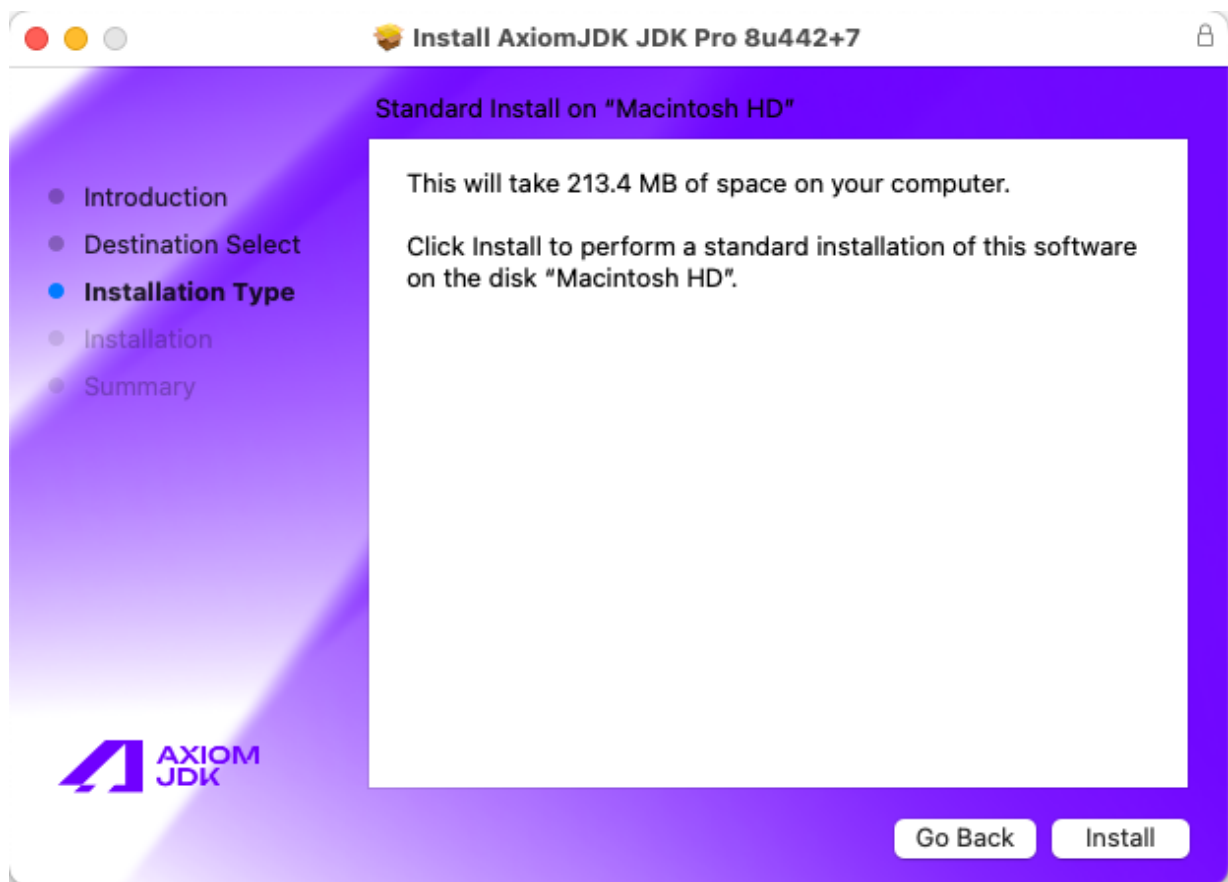 Install AxiomJDK JDK Pro 8u442+7
Standard Install on “Macintosh HD”
Introduction
Destination Select
Installation Type
Installation
Summary
This will take 213.4 MB of space on your computer.
Click Install to perform a standard installation of this software
on the disk “Macintosh HD”.
AXIOM
JDK
Go Back
Install